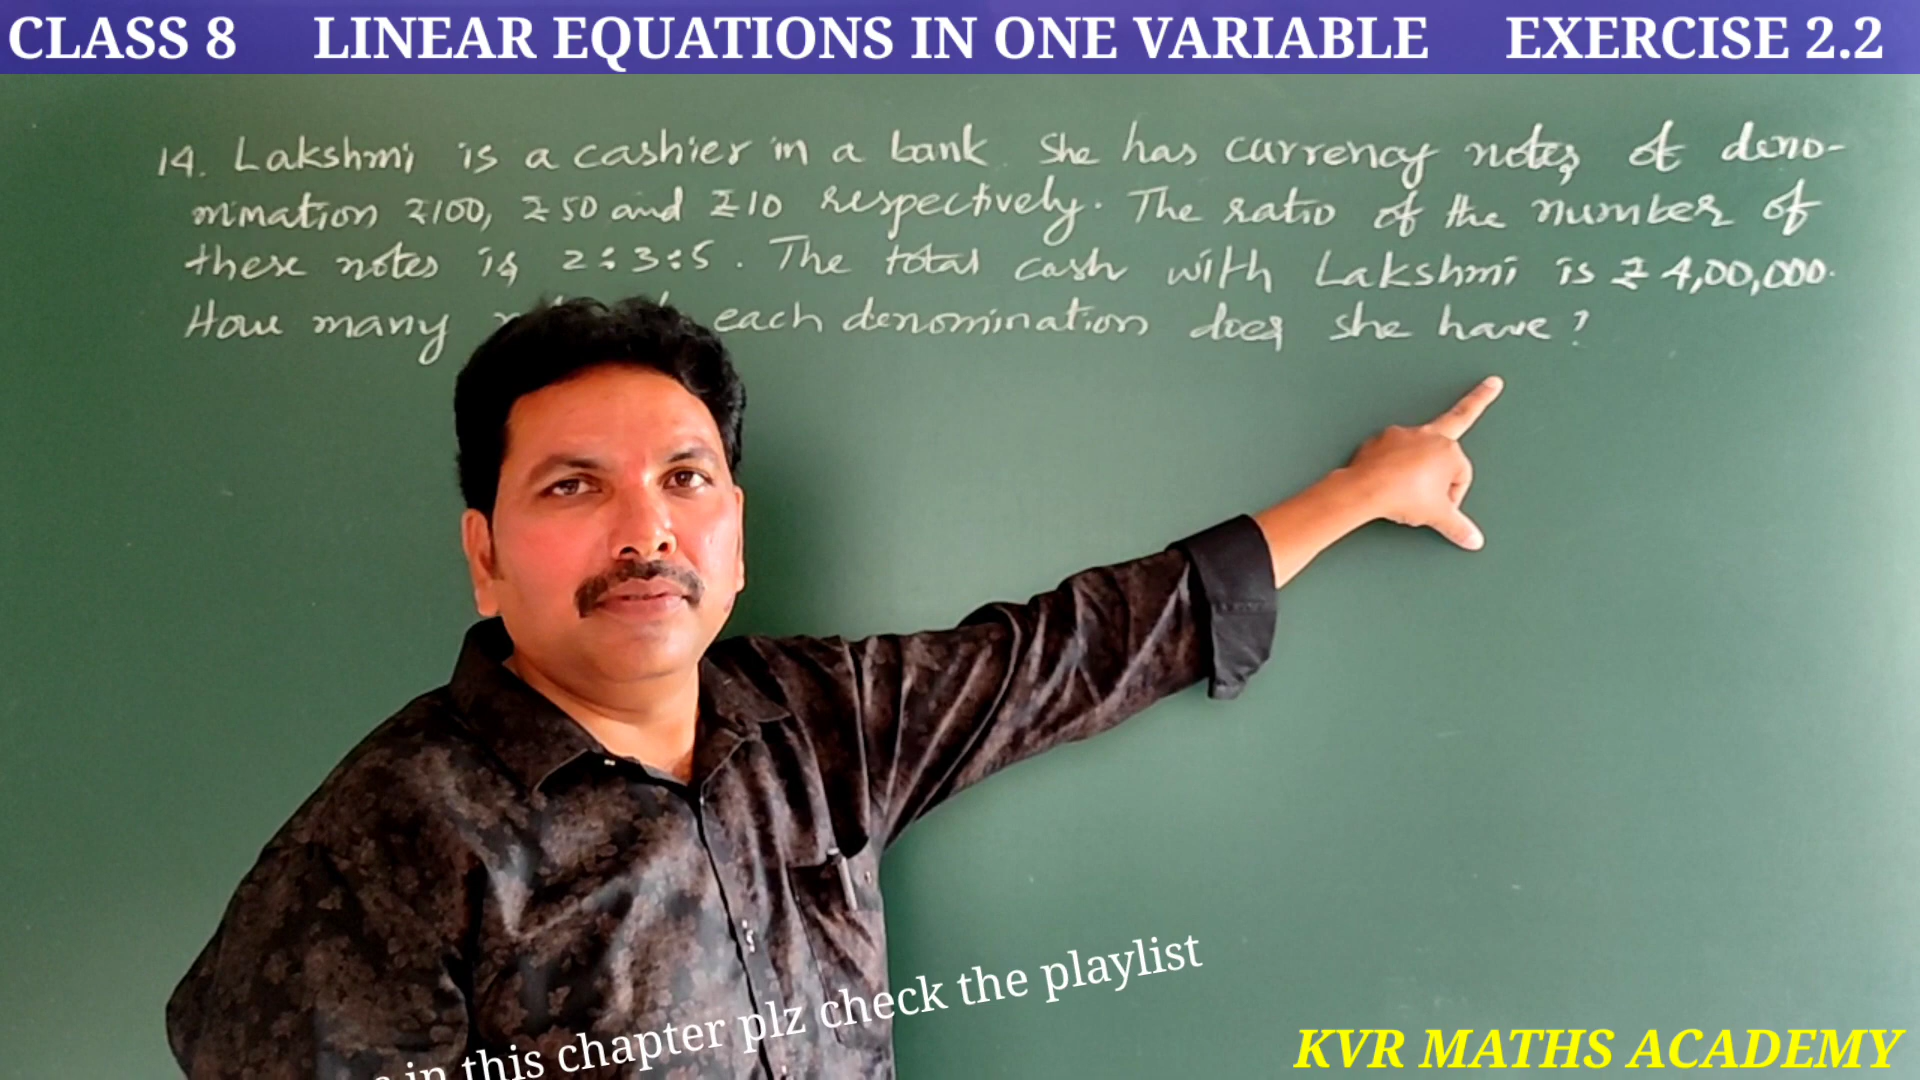 CLASS 8 LINEAR EQUATIONS IN ONE VARIABLE EXERCISE 2.2
14. Lakshmi is a cashier in a bank She has currency notes of deno-
mination ₹100, ₹50 and ₹10 respectively. The ratio of the number of
these notes is 2:3:5. The total cash with Lakshmi is ₹4,00,000.
How many each denomination does she have?
in this chapter plz check the playlist
KVR MATHS ACADEMY